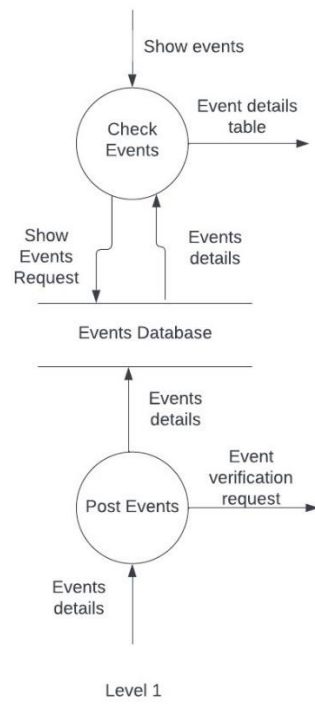 Show events
Check
Events
Event details
table
Show
Events
Request
Events
details
Events Database
Events
details
Post Events
Event
verification
request
Events
details
Level 1